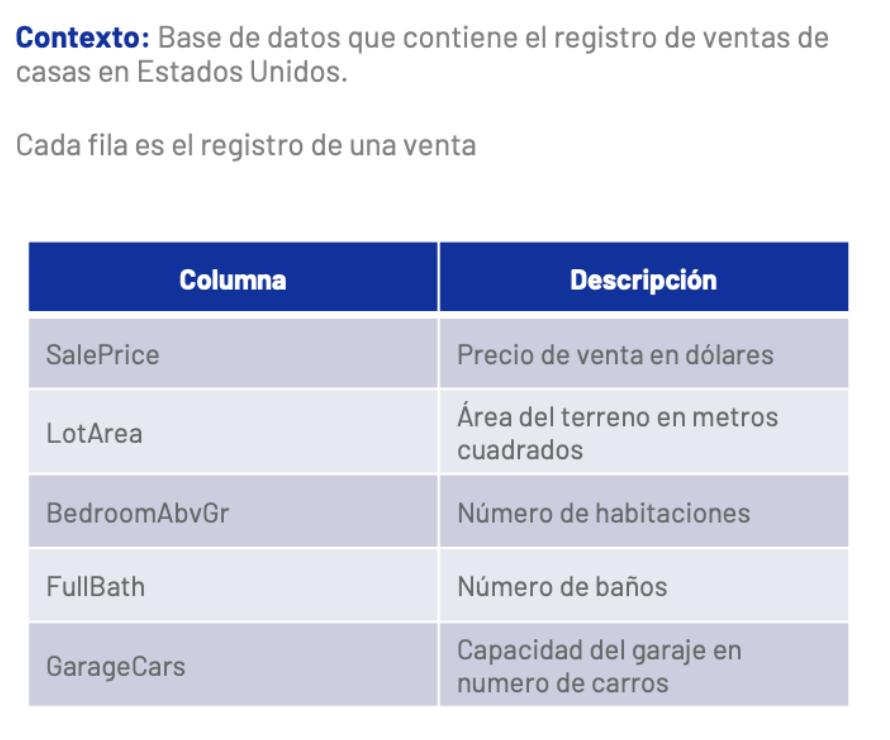 Contexto: Base de datos que contiene el registro de ventas de
casas en Estados Unidos.
Cada fila es el registro de una venta
Columna
Descripción
SalePrice
Precio de venta en dólares
LotArea
Área del terreno en metros
cuadrados
BedroomAbvGr
Número de habitaciones
FullBath
Número de baños
GarageCars
Capacidad del garaje en
numero de carros